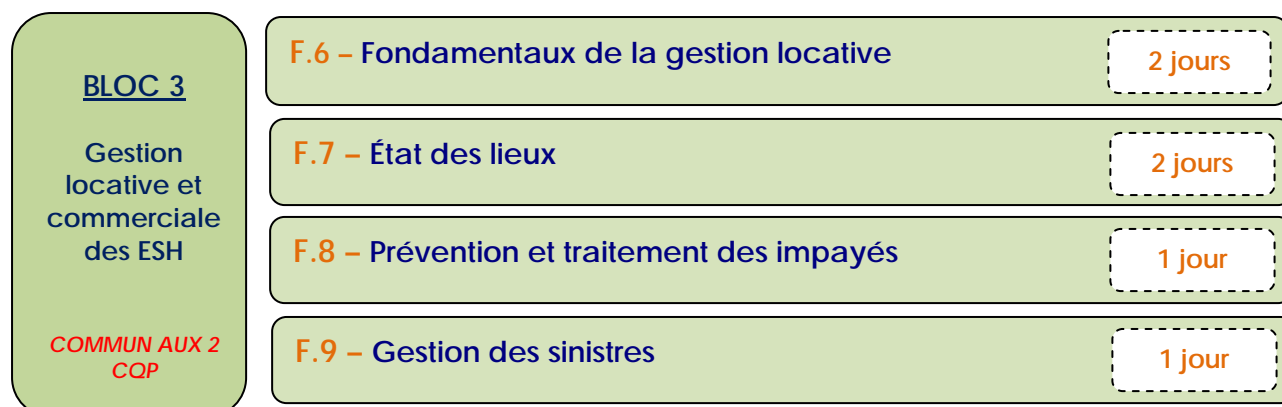 BLOC 3
Gestion
locative et
commerciale
des ESH
COMMUN AUX 2
CQP
F.6 – Fondamentaux de la gestion locative
2 jours
F.7 – État des lieux
2 jours
F.8 – Prévention et traitement des impayés
1 jour
F.9 – Gestion des sinistres
1 jour